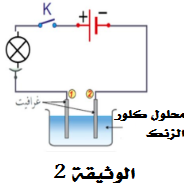 K
+ -
غرافيت
1 2
محلول كلور
الزنك
الوثيقة 2